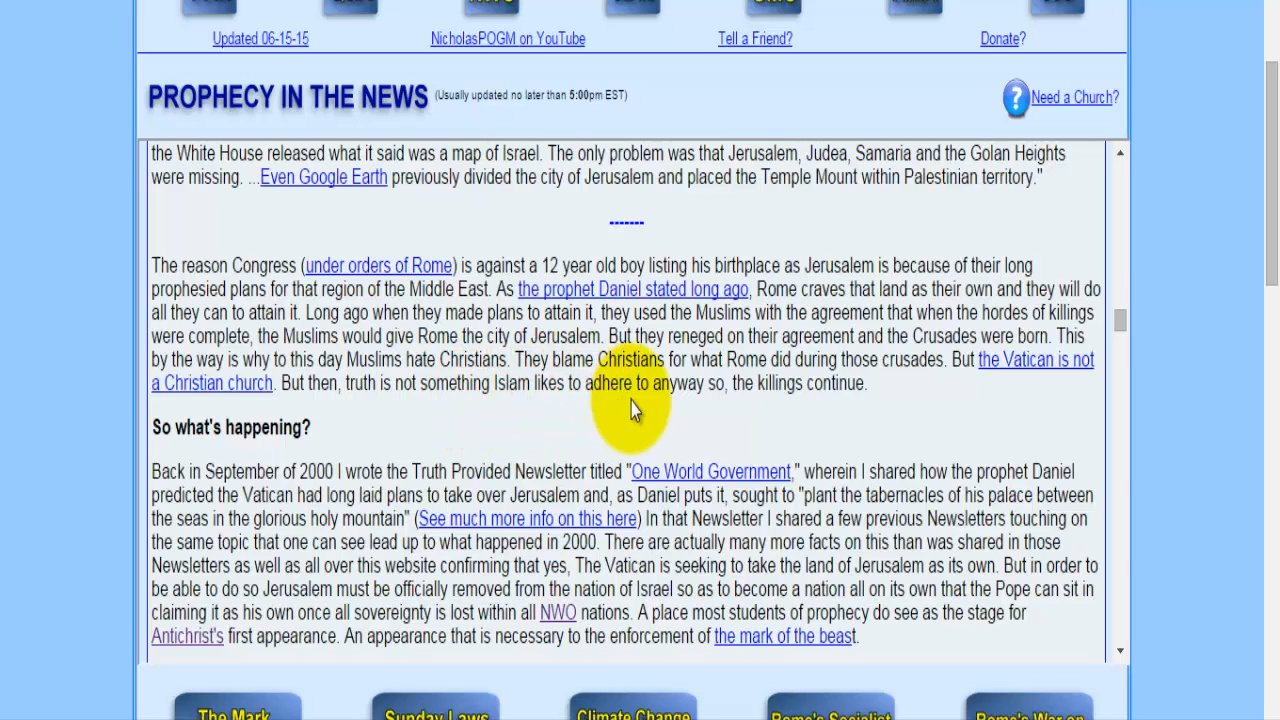 Updated 06-15-15 NicholasPOGM on YouTube Tell a Friend? Donate?
PROPHECY IN THE NEWS (Usually updated no later than 5:00pm EST) Need a Church?
the White House released what it said was a map of Israel. The only problem was that Jerusalem, Judea, Samaria and the Golan Heights
were missing. ...Even Google Earth previously divided the city of Jerusalem and placed the Temple Mount within Palestinian territory."
-------
The reason Congress (under orders of Rome) is against a 12 year old boy listing his birthplace as Jerusalem is because of their long
prophesied plans for that region of the Middle East. As the prophet Daniel stated long ago, Rome craves that land as their own and they will do
all they can to attain it. Long ago when they made plans to attain it, they used the Muslims with the agreement that when the hordes of killings
were complete, the Muslims would give Rome the city of Jerusalem. But they reneged on their agreement and the Crusades were born. This
by the way is why to this day Muslims hate Christians. They blame Christians for what Rome did during those crusades. But the Vatican is not
a Christian church. But then, truth is not something Islam likes to adhere to anyway so, the killings continue.
So what's happening?
Back in September of 2000 I wrote the Truth Provided Newsletter titled "One World Government," wherein I shared how the prophet Daniel
predicted the Vatican had long laid plans to take over Jerusalem and, as Daniel puts it, sought to "plant the tabernacles of his palace between
the seas in the glorious holy mountain" (See much more info on this here) In that Newsletter I shared a few previous Newsletters touching on
the same topic that one can see lead up to what happened in 2000. There are actually many more facts on this than was shared in those
Newsletters as well as all over this website confirming that yes, The Vatican is seeking to take the land of Jerusalem as its own. But in order to
be able to do so Jerusalem must be officially removed from the nation of Israel so as to become a nation all on its own that the Pope can sit in
claiming it as his own once all sovereignty is lost within all NWO nations. A place most students of prophecy do see as the stage for
Antichrist's first appearance. An appearance that is necessary to the enforcement of the mark of the beast.
The Mark Sunday Laws Climate Change Rome's Socialist Rome's War on